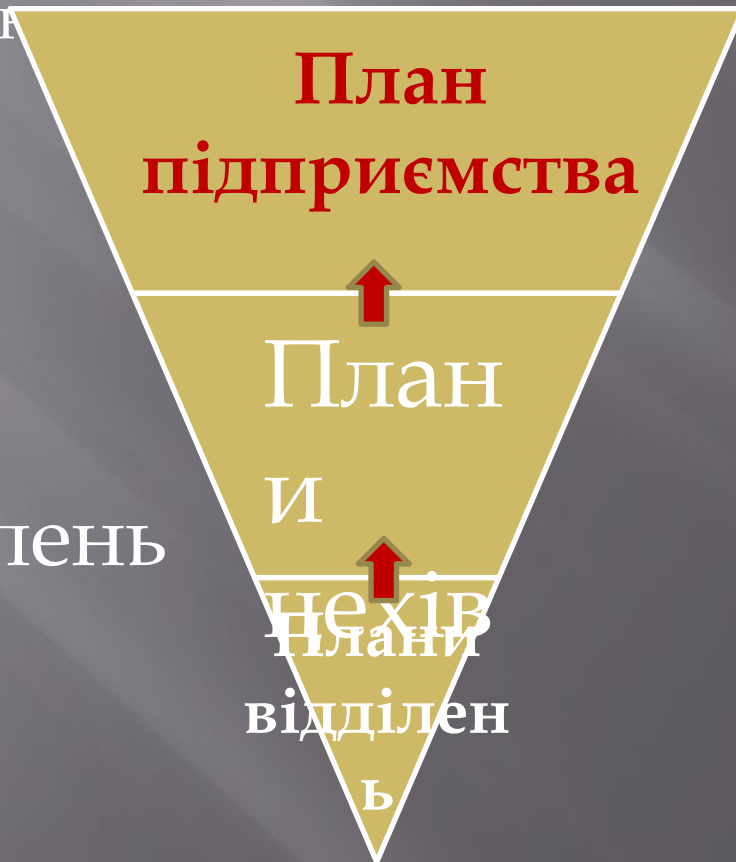 План
підприємства
План
и
цехів
лень
Плани
відділен
ь